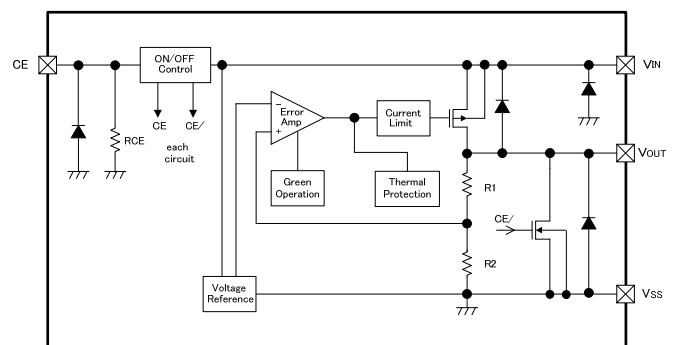 CE
ON/OFF
Control
VIN
CE
CE/
each
circuit
RCE
−
+
Error
Amp
Current
Limit
Green
Operation
Thermal
Protection
VOUT
R1
CE/
R2
Voltage
Reference
VSS